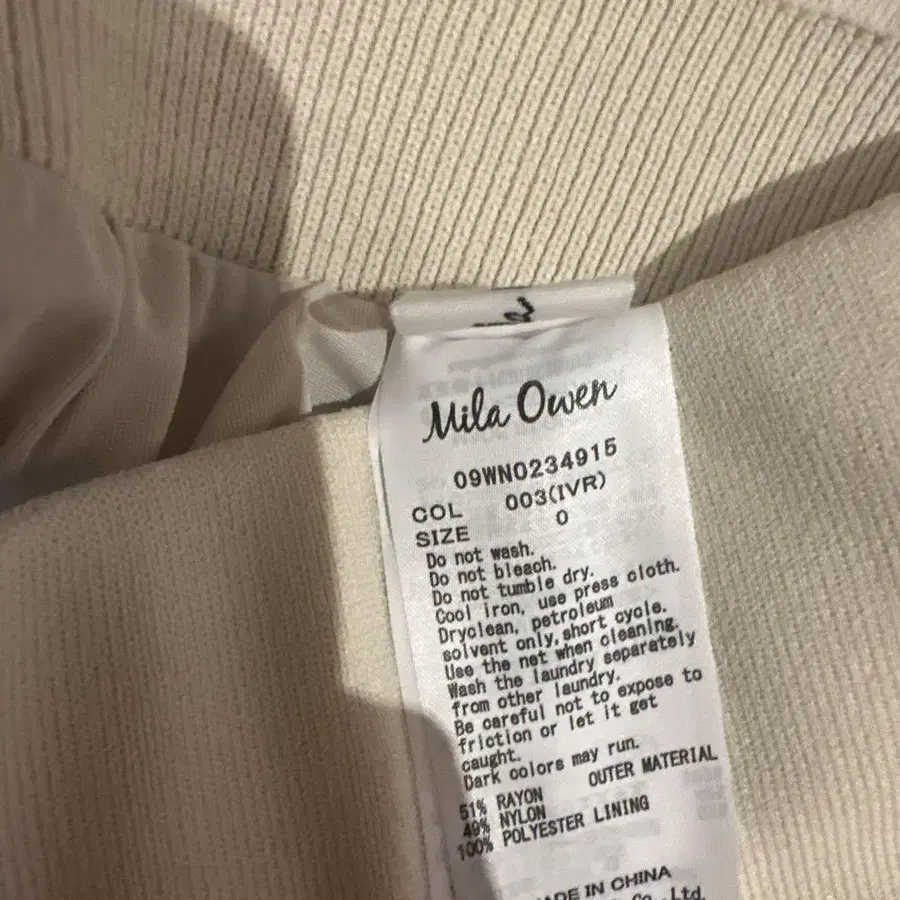 Mila Owen
09WNO234915
COL 003(IVR)
SIZE 0
Do not wash.
Do not bleach.
Do not tumble dry.
Cool iron, use press cloth.
Dryclean, petroleum
solvent only, short cycle.
Use the net when cleaning.
Wash the laundry separately
from other laundry.
Be careful not to expose to
friction or let it get
caught.
Dark colors may run.
OUTER MATERIAL
51% RAYON
49% NYLON
100% POLYESTER LINING
MADE IN CHINA
Co., Ltd.